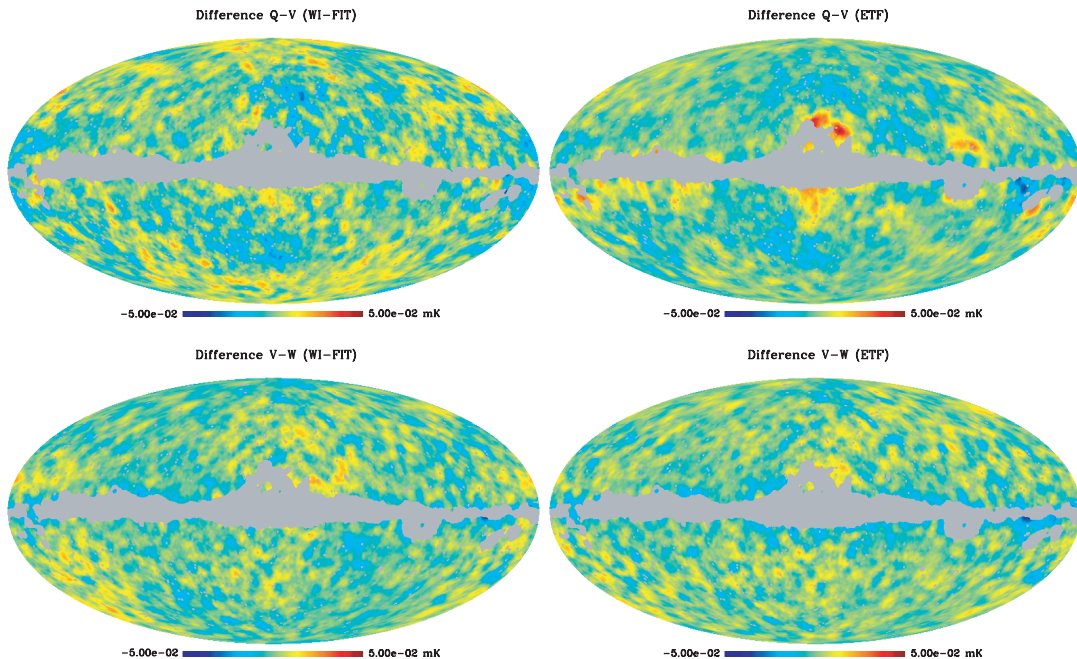 Difference Q-V (WI-FIT)
Difference Q-V (ETF)
-5.00e-02 5.00e-02 mK
-5.00e-02 5.00e-02 mK
Difference V-W (WI-FIT)
Difference V-W (ETF)
-5.00e-02 5.00e-02 mK
-5.00e-02 5.00e-02 mK